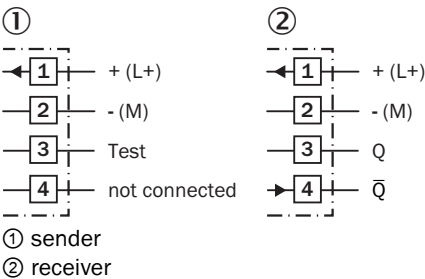 ① ②
1 + (L+) 1 + (L+)
2 - (M) 2 - (M)
3 Test 3 Q
4 not connected 4 Q̅
① sender
② receiver